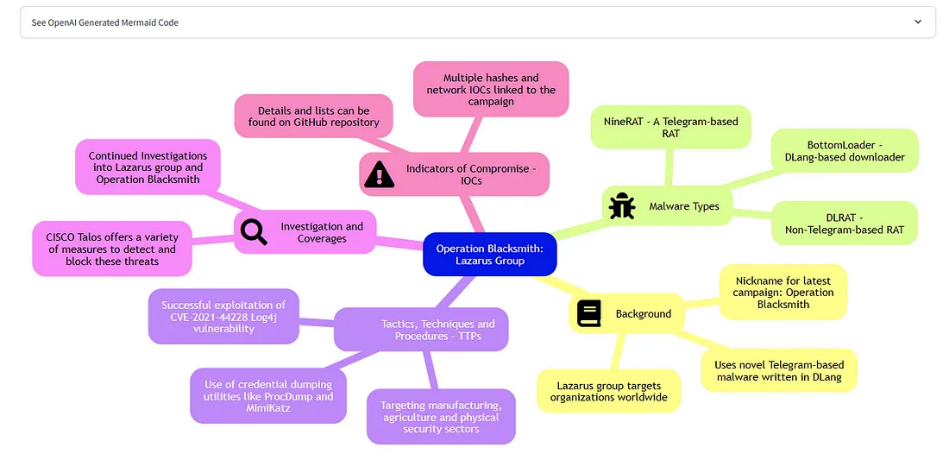 See OpenAI Generated Mermaid Code
Multiple hashes and
network IOCs linked to the
campaign
Details and lists can be
found on GitHub repository
Indicators of Compromise -
IOCs
NineRAT - A Telegram-based
RAT
BottomLoader -
DLang-based downloader
Malware Types
DLRAT -
Non-Telegram-based RAT
Continued Investigations
into Lazarus group and
Operation Blacksmith
Investigation and
Coverages
CISCO Talos offers a variety
of measures to detect and
block these threats
Operation Blacksmith:
Lazarus Group
Nickname for latest
campaign: Operation
Blacksmith
Background
Uses novel Telegram-based
malware written in DLang
Lazarus group targets
organizations worldwide
Successful exploitation of
CVE-2021-44228 Log4j
vulnerability
Tactics, Techniques and
Procedures - TTPs
Use of credential dumping
utilities like ProcDump and
MimiKatz
Targeting manufacturing,
agriculture and physical
security sectors